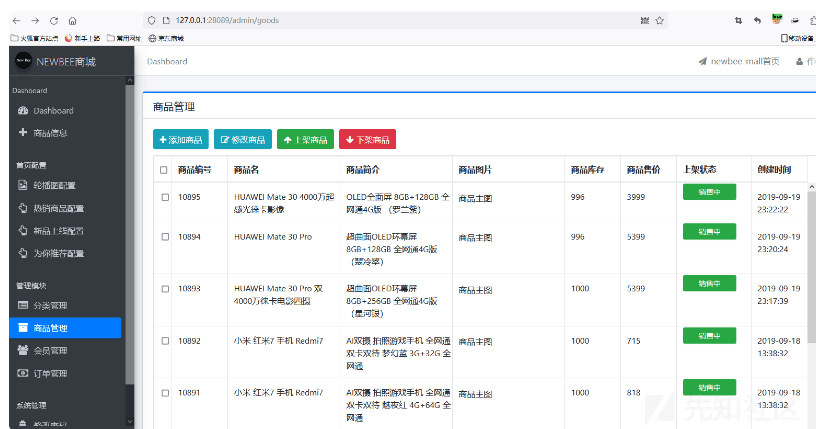 127.0.0.1:28089/admin/goods
火狐官方站点 新手上路 常用网址 京东商城
移动设备
NEWBEE商城
Dashboard
newbee-mall首页
作
Dashboard
Dashboard
商品信息
首页配置
轮播图配置
热销商品配置
新品上线配置
为你推荐配置
管理模块
分类管理
商品管理
会员管理
订单管理
系统管理
修改密码
商品管理
添加商品 修改商品 上架商品 下架商品
商品编号 商品名 商品简介 商品图片 商品库存 商品售价 上架状态 创建时间
10895 HUAWEI Mate 30 4000万超 OLED全面屏 8GB+128GB 全 商品主图 996 3999 销售中 2019-09-19
感光徕卡影像 网通4G版 （罗兰紫） 23:22:22
10894 HUAWEI Mate 30 Pro 超曲面OLED环幕屏 商品主图 996 5399 销售中 2019-09-19
8GB+128GB 全网通4G版 23:20:24
（翡冷翠）
10893 HUAWEI Mate 30 Pro 双 超曲面OLED环幕屏 商品主图 1000 5399 销售中 2019-09-19
4000万徕卡电影四摄 8GB+256GB 全网通4G版 23:17:39
（星河银）
10892 小米 红米7 手机 Redmi7 AI双摄 拍照游戏手机 全网通 商品主图 1000 715 销售中 2019-09-18
双卡双待 梦幻蓝 3G+32G 全 13:38:32
网通
10891 小米 红米7 手机 Redmi7 AI双摄 拍照游戏手机 全网通 商品主图 1000 818 销售中 2019-09-18
双卡双待 魅夜红 4G+64G 全 13:38:32
网通
先知社区